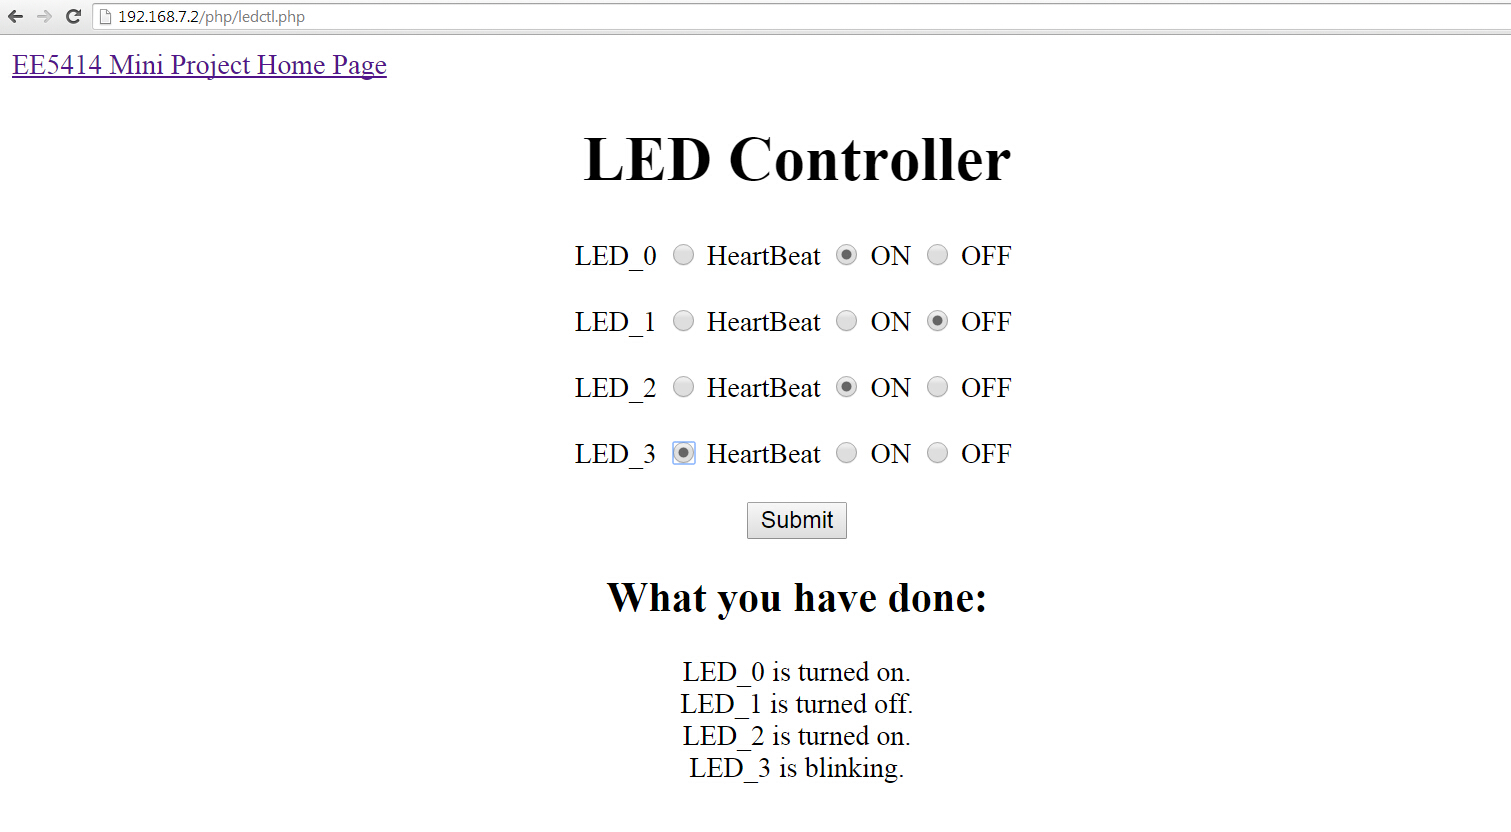 192.168.7.2/php/ledctl.php
EE5414 Mini Project Home Page
LED Controller
LED_0 HeartBeat ON OFF
LED_1 HeartBeat ON OFF
LED_2 HeartBeat ON OFF
LED_3 HeartBeat ON OFF
Submit
What you have done:
LED_0 is turned on.
LED_1 is turned off.
LED_2 is turned on.
LED_3 is blinking.